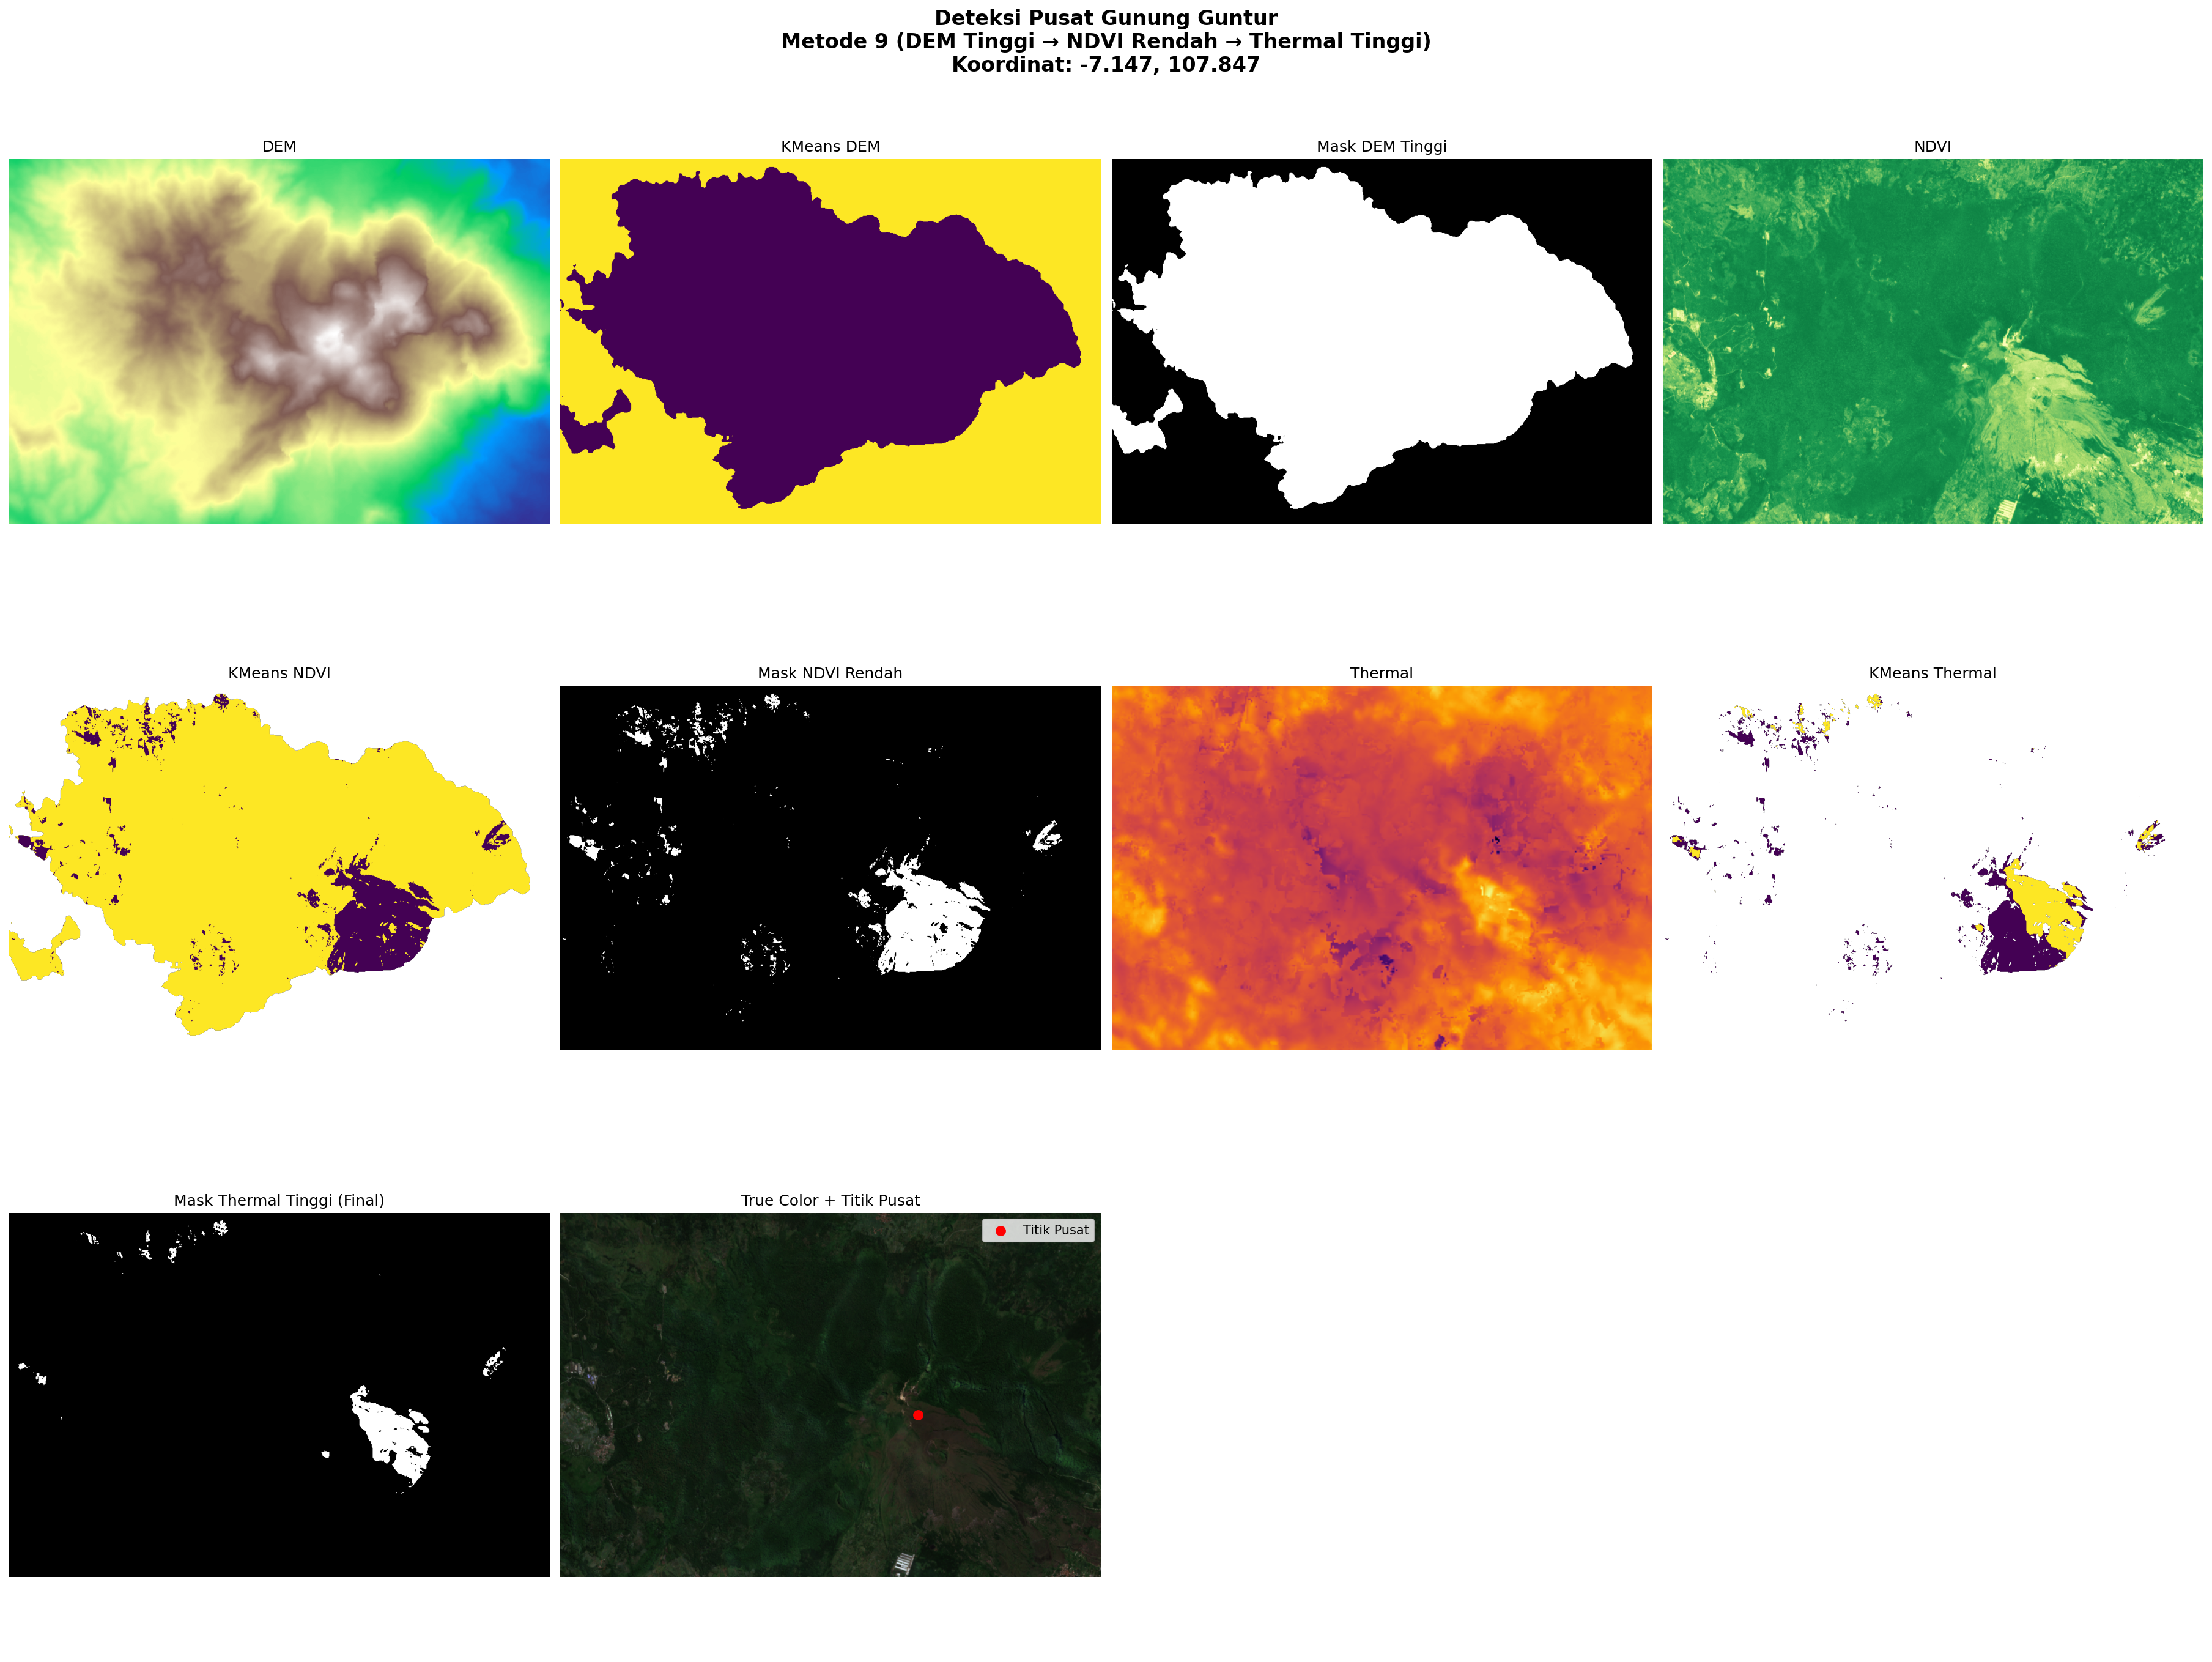 Deteksi Pusat Gunung Guntur
Metode 9 (DEM Tinggi → NDVI Rendah → Thermal Tinggi)
Koordinat: -7.147, 107.847
DEM
KMeans DEM
Mask DEM Tinggi
NDVI
KMeans NDVI
Mask NDVI Rendah
Thermal
KMeans Thermal
Mask Thermal Tinggi (Final)
True Color + Titik Pusat
Titik Pusat